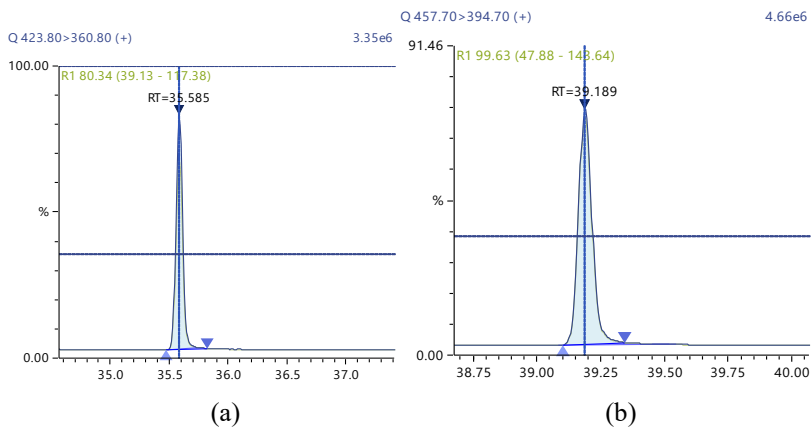 Q 423.80>360.80 (+) 3.35e6
100.00
R1 80.34 (39.13 - 117.38)
RT=35.585
%
0.00
35.0 35.5 36.0 36.5 37.0
(a)
Q 457.70>394.70 (+) 4.66e6
91.46
R1 99.63 (47.88 - 143.64)
RT=39.189
%
0.00
38.75 39.00 39.25 39.50 39.75 40.00
(b)